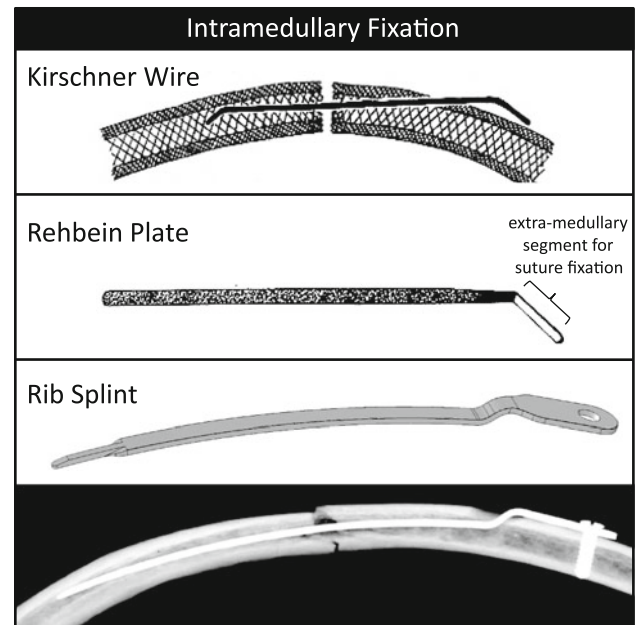 Intramedullary Fixation
Kirschner Wire
Rehbein Plate
extra-medullary
segment for
suture fixation
Rib Splint